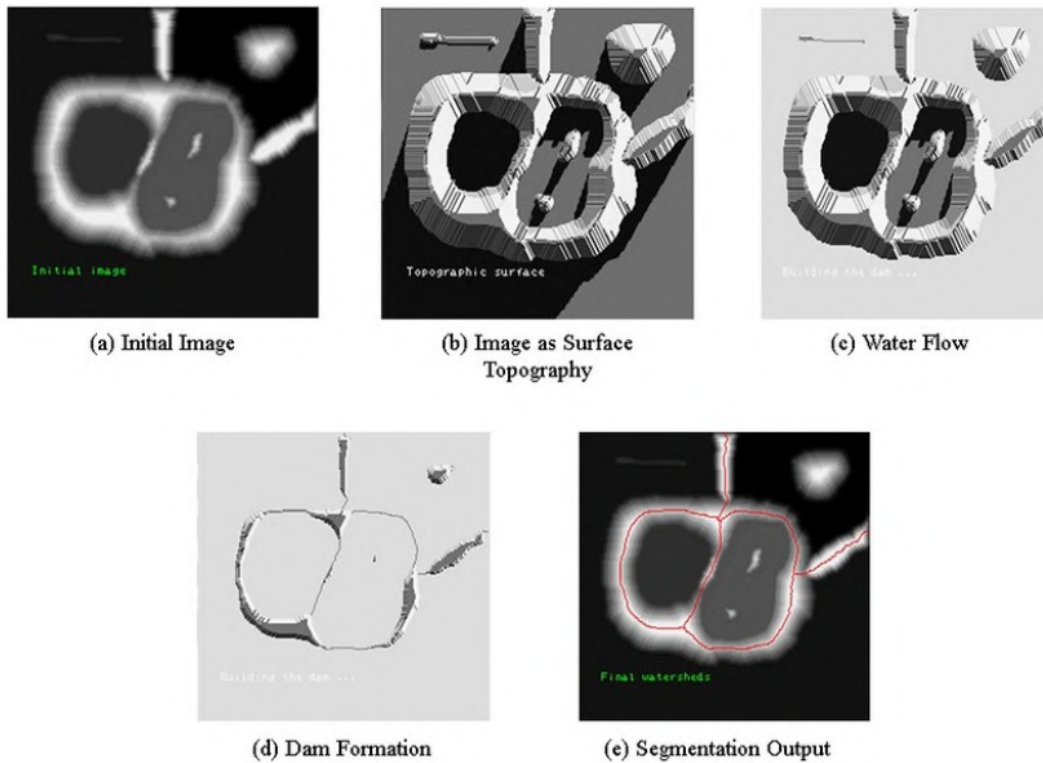 Initial image
Topographic surface
Building the dam ...
(a) Initial Image
(b) Image as Surface
Topography
(c) Water Flow
Building the dam ...
Final watersheds
(d) Dam Formation
(e) Segmentation Output